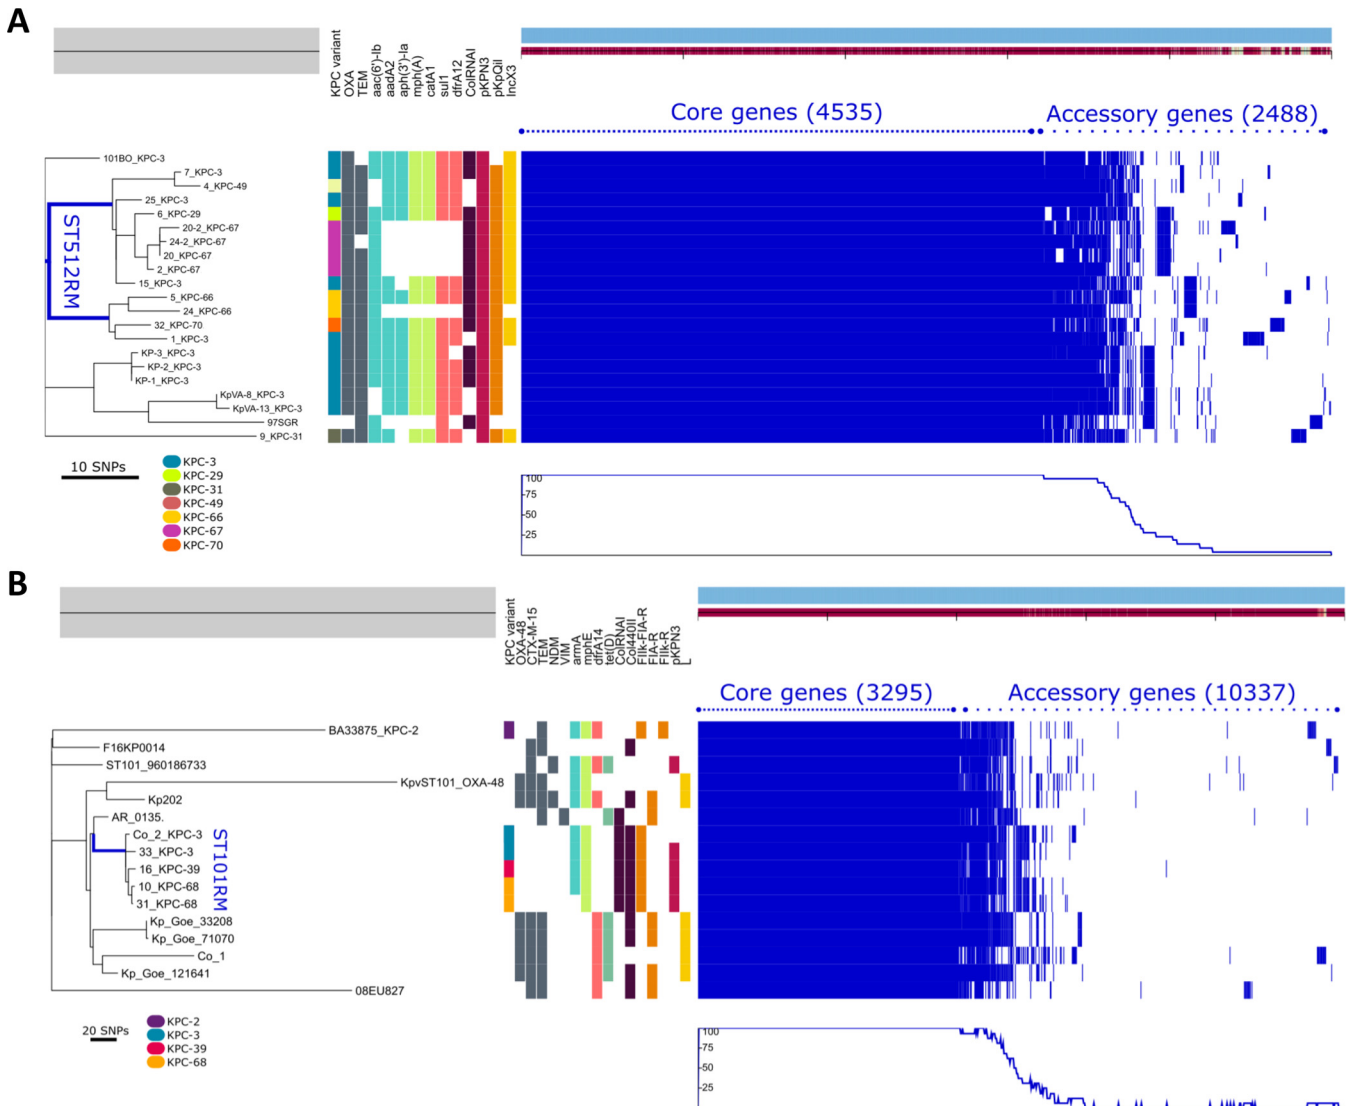 A
KPC variant
OXA
TEM
aac(6')-Ib
aadA2
aph(3')-Ia
mph(A)
catA1
sul1
dfrA12
ColRNAI
pKPN3
pKpQil
IncX3
Core genes (4535)
Accessory genes (2488)
101BO_KPC-3
7_KPC-3
4_KPC-49
25_KPC-3
6_KPC-29
20-2_KPC-67
24-2_KPC-67
20_KPC-67
2_KPC-67
15_KPC-3
5_KPC-66
24_KPC-66
32_KPC-70
1_KPC-3
KP-3_KPC-3
KP-2_KPC-3
KP-1_KPC-3
KpVA-8_KPC-3
KpVA-13_KPC-3
97SGR
9_KPC-31
ST512RM
10 SNPs
KPC-3
KPC-29
KPC-31
KPC-49
KPC-66
KPC-67
KPC-70
100
75
50
25
B
KPC variant
OXA-48
CTX-M-15
TEM
NDM
VIM
armA
mphE
dfrA14
tet(D)
ColRNAI
Col440II
FIIk-FIA-R
FIA-R
FIIk-R
pKPN3
L
Core genes (3295)
Accessory genes (10337)
BA33875_KPC-2
F16KP0014
ST101_960186733
KpvST101_OXA-48
Kp202
AR_0135.
Co_2_KPC-3
33_KPC-3
16_KPC-39
10_KPC-68
31_KPC-68
Kp_Goe_33208
Kp_Goe_71070
Co_1
Kp_Goe_121641
08EU827
ST101RM
20 SNPs
KPC-2
KPC-3
KPC-39
KPC-68
100
75
50
25